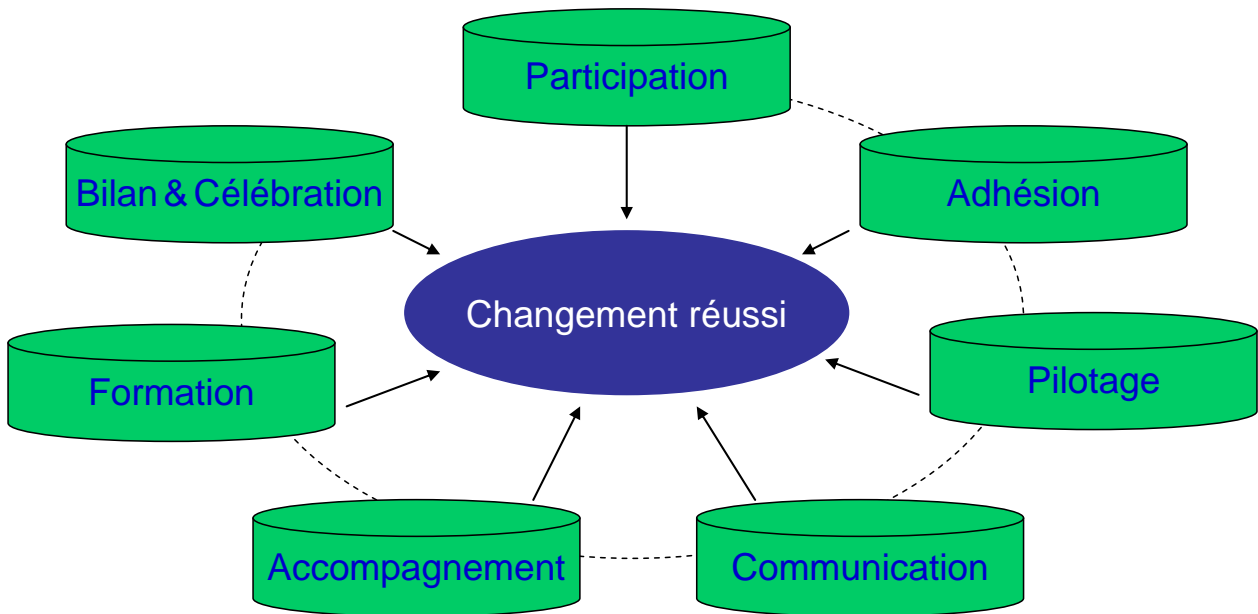 Participation
Bilan & Célébration
Adhésion
Changement réussi
Formation
Pilotage
Accompagnement
Communication